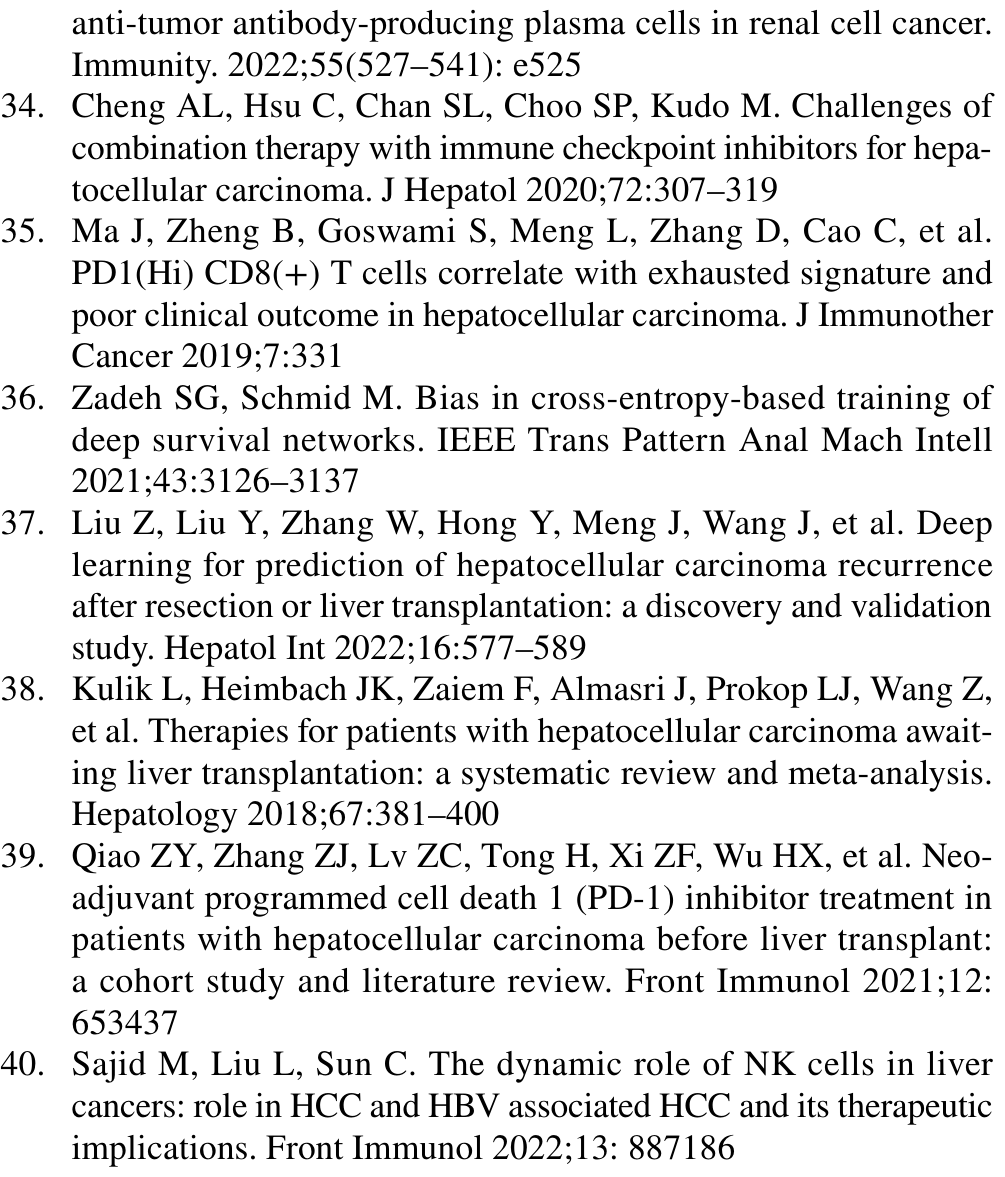 anti-tumor antibody-producing plasma cells in renal cell cancer.
Immunity. 2022;55(527–541): e525
34. Cheng AL, Hsu C, Chan SL, Choo SP, Kudo M. Challenges of
combination therapy with immune checkpoint inhibitors for hepa-
tocellular carcinoma. J Hepatol 2020;72:307–319
35. Ma J, Zheng B, Goswami S, Meng L, Zhang D, Cao C, et al.
PD1(Hi) CD8(+) T cells correlate with exhausted signature and
poor clinical outcome in hepatocellular carcinoma. J Immunother
Cancer 2019;7:331
36. Zadeh SG, Schmid M. Bias in cross-entropy-based training of
deep survival networks. IEEE Trans Pattern Anal Mach Intell
2021;43:3126–3137
37. Liu Z, Liu Y, Zhang W, Hong Y, Meng J, Wang J, et al. Deep
learning for prediction of hepatocellular carcinoma recurrence
after resection or liver transplantation: a discovery and validation
study. Hepatol Int 2022;16:577–589
38. Kulik L, Heimbach JK, Zaiem F, Almasri J, Prokop LJ, Wang Z,
et al. Therapies for patients with hepatocellular carcinoma await-
ing liver transplantation: a systematic review and meta-analysis.
Hepatology 2018;67:381–400
39. Qiao ZY, Zhang ZJ, Lv ZC, Tong H, Xi ZF, Wu HX, et al. Neo-
adjuvant programmed cell death 1 (PD-1) inhibitor treatment in
patients with hepatocellular carcinoma before liver transplant:
a cohort study and literature review. Front Immunol 2021;12:
653437
40. Sajid M, Liu L, Sun C. The dynamic role of NK cells in liver
cancers: role in HCC and HBV associated HCC and its therapeutic
implications. Front Immunol 2022;13: 887186